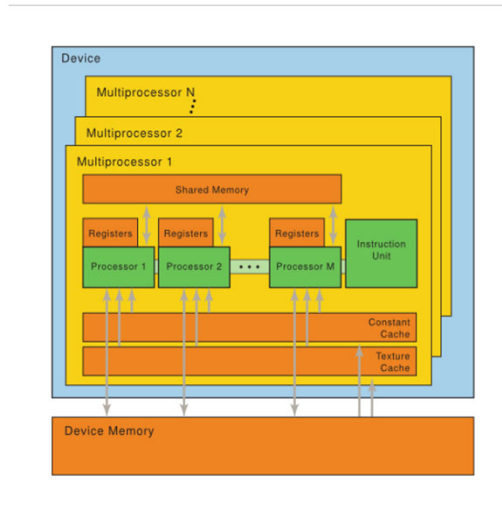 Device
Multiprocessor N
Multiprocessor 2
Multiprocessor 1
Shared Memory
Registers Registers Registers
Instruction
Unit
Processor 1 Processor 2 Processor M
Constant
Cache
Texture
Cache
Device Memory